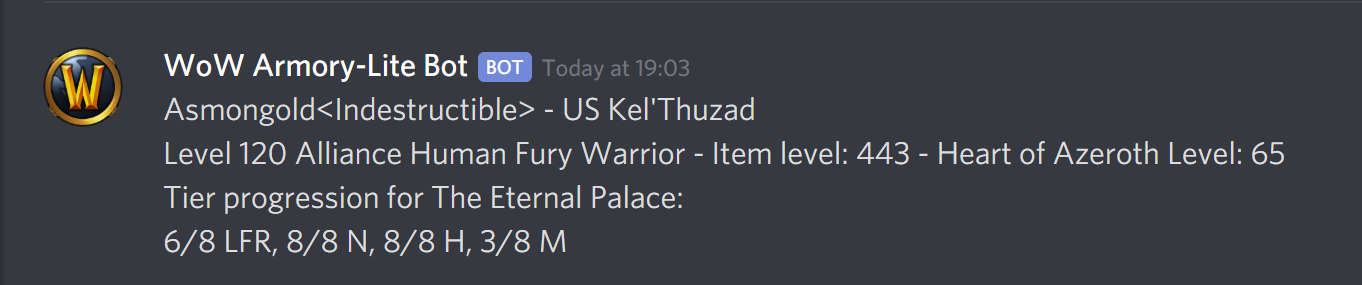 WoW Armory-Lite Bot BOT Today at 19:03
Asmongold<Indestructible> - US Kel'Thuzad
Level 120 Alliance Human Fury Warrior - Item level: 443 - Heart of Azeroth Level: 65
Tier progression for The Eternal Palace:
6/8 LFR, 8/8 N, 8/8 H, 3/8 M